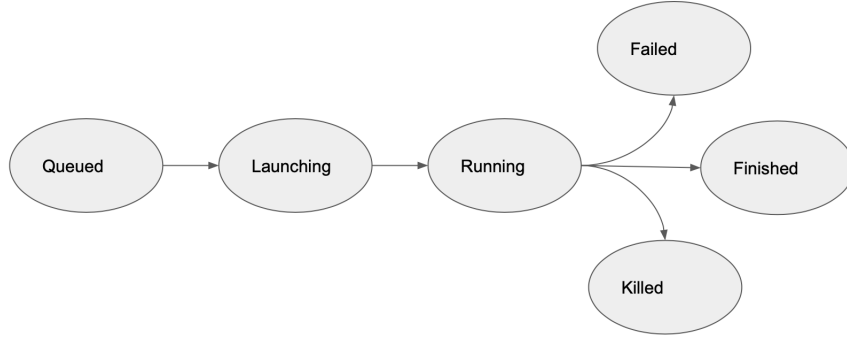 Queued
Launching
Running
Failed
Finished
Killed